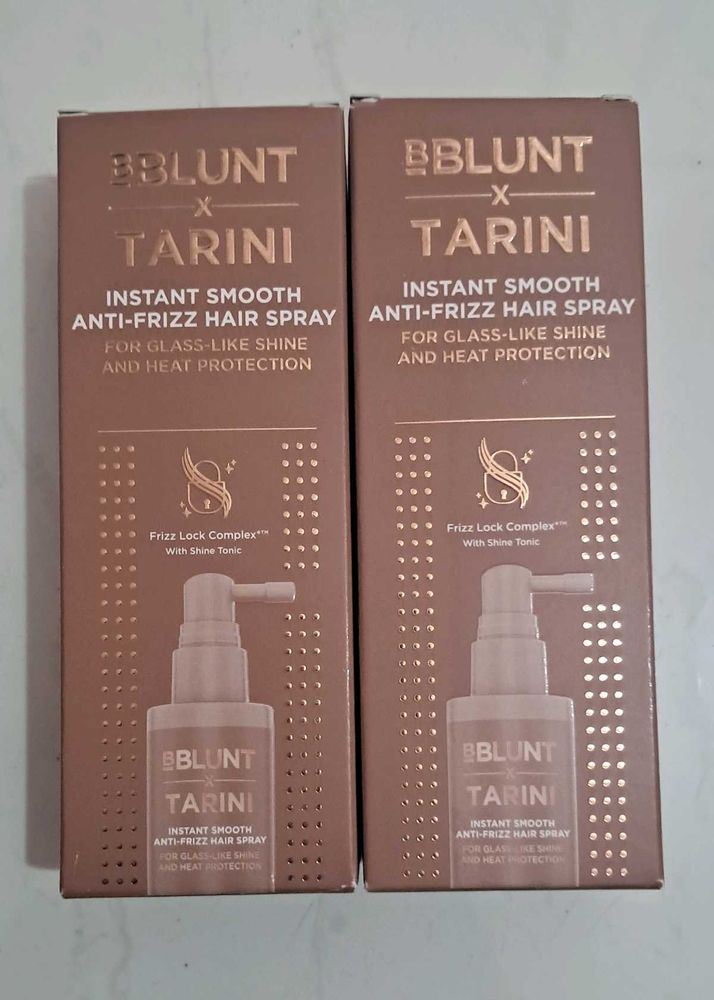 BBLUNT
X
TARINI
INSTANT SMOOTH
ANTI-FRIZZ HAIR SPRAY
FOR GLASS-LIKE SHINE
AND HEAT PROTECTION
Frizz Lock Complex*™
With Shine Tonic
BBLUNT
X
TARINI
INSTANT SMOOTH
ANTI-FRIZZ HAIR SPRAY
FOR GLASS-LIKE SHINE
AND HEAT PROTECTION
BBLUNT
X
TARINI
INSTANT SMOOTH
ANTI-FRIZZ HAIR SPRAY
FOR GLASS-LIKE SHINE
AND HEAT PROTECTION
Frizz Lock Complex*™
With Shine Tonic
BBLUNT
X
TARINI
INSTANT SMOOTH
ANTI-FRIZZ HAIR SPRAY
FOR GLASS-LIKE SHINE
AND HEAT PROTECTION